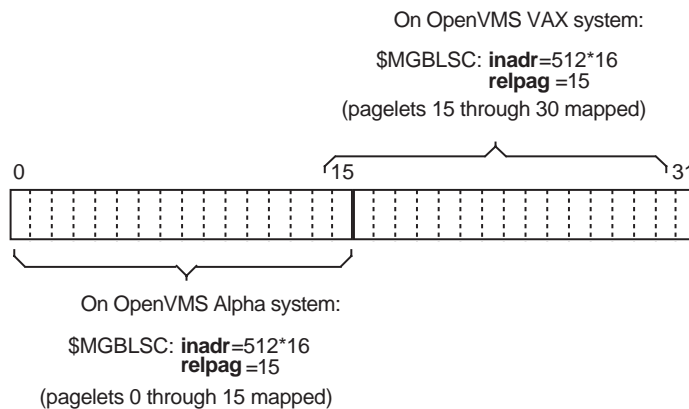 On OpenVMS VAX system:
$MGBLSC: inadr=512*16
relpag =15
(pagelets 15 through 30 mapped)
0 15 31
On OpenVMS Alpha system:
$MGBLSC: inadr=512*16
relpag =15
(pagelets 0 through 15 mapped)